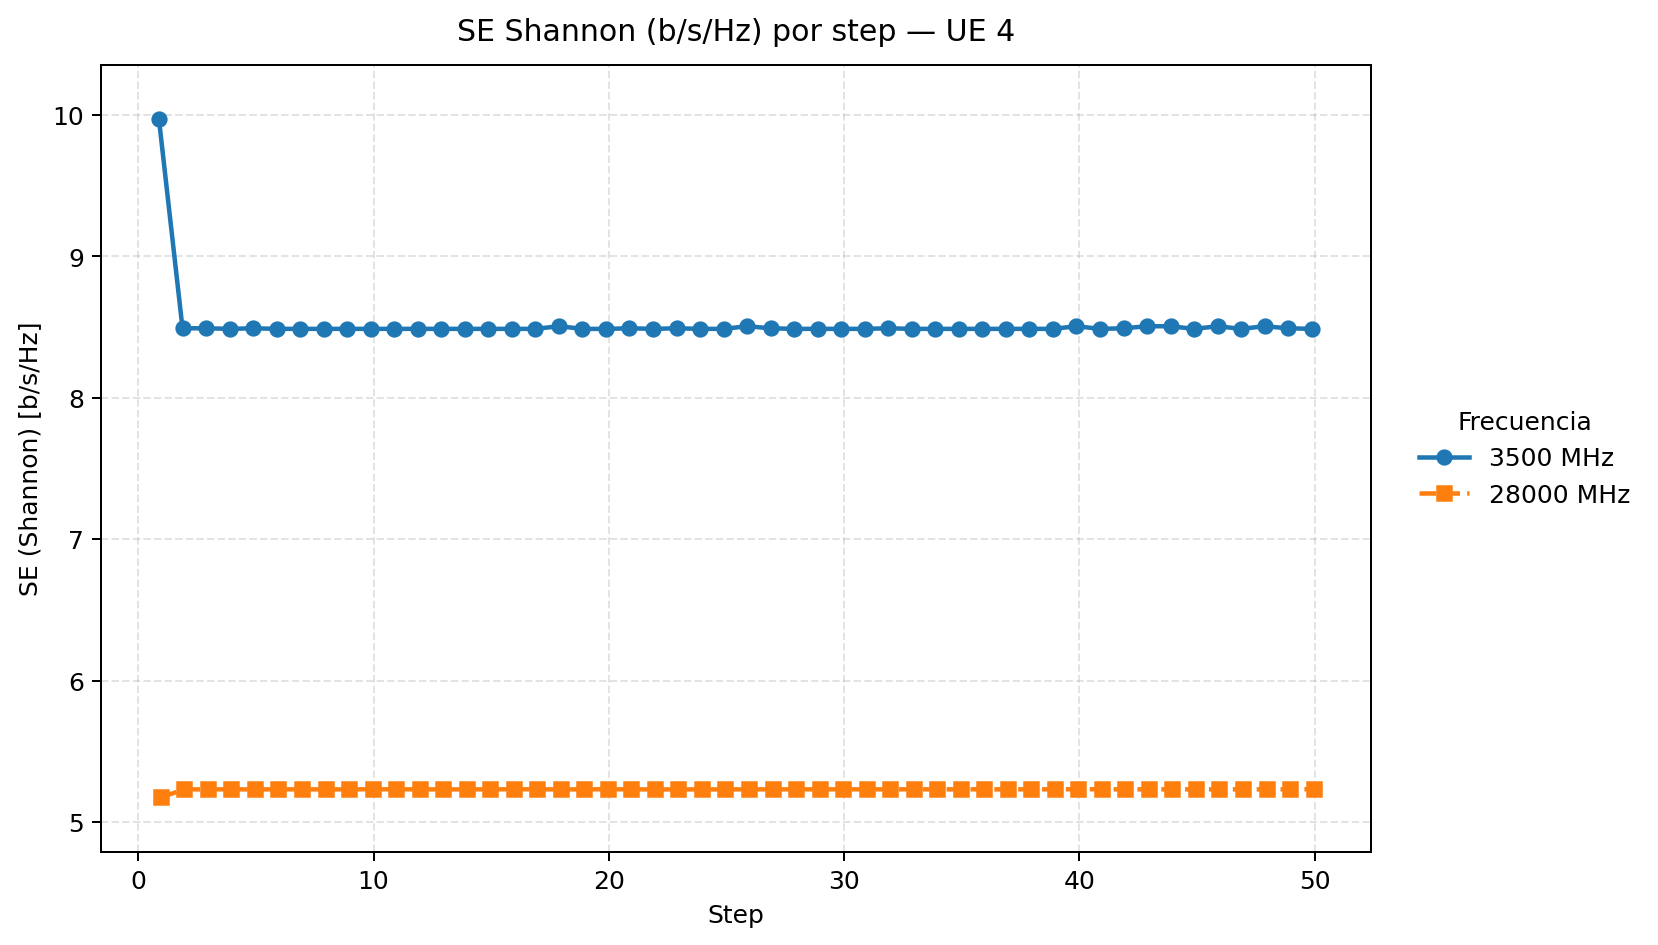 SE Shannon (b/s/Hz) por step — UE 4
SE (Shannon) [b/s/Hz]
10
9
8
7
6
5
0 10 20 30 40 50
Step
Frecuencia
3500 MHz
28000 MHz